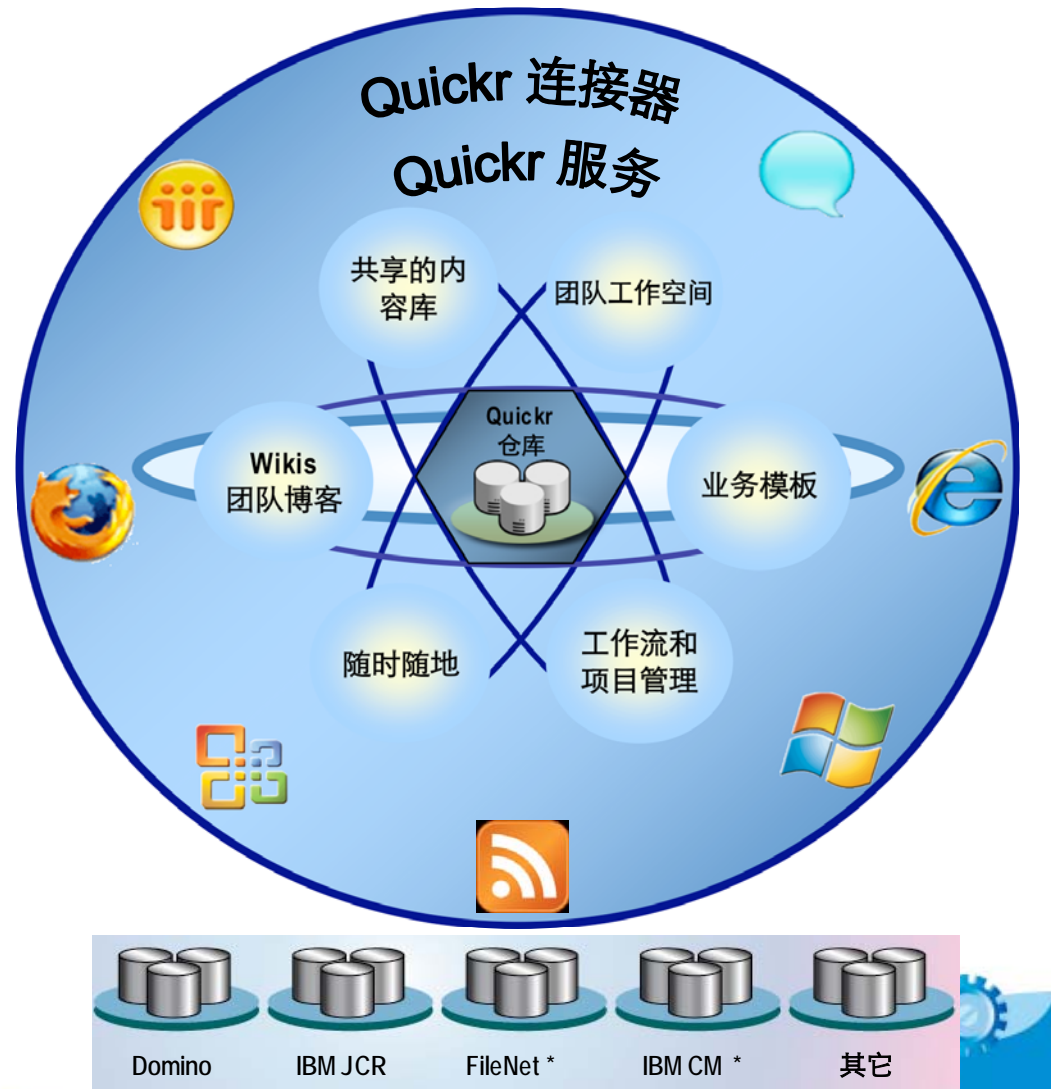 Quickr 连接器
Quickr 服务
共享的内
容库
团队工作空间
Quickr
仓库
Wikis
团队博客
业务模板
随时随地
工作流和
项目管理
Domino
IBM JCR
FileNet *
IBM CM *
其它